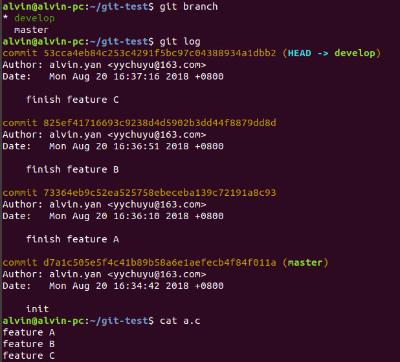 alvin@alvin-pc:~/git-test$ git branch
* develop
master
alvin@alvin-pc:~/git-test$ git log
commit 53cca4eb84c253c4291f5bc97c04388934a1dbb2 (HEAD -> develop)
Author: alvin.yan <yychuyu@163.com>
Date:   Mon Aug 20 16:37:16 2018 +0800
finish feature C
commit 825ef41716693c9238d4d5902b3dd44f8879dd8d
Author: alvin.yan <yychuyu@163.com>
Date:   Mon Aug 20 16:36:51 2018 +0800
finish feature B
commit 73364eb9c52ea525758ebeceba139c72191a8c93
Author: alvin.yan <yychuyu@163.com>
Date:   Mon Aug 20 16:36:10 2018 +0800
finish feature A
commit d7a1c505e5f4c41b89b58a6e1aefecb4f84f011a (master)
Author: alvin.yan <yychuyu@163.com>
Date:   Mon Aug 20 16:34:42 2018 +0800
init
alvin@alvin-pc:~/git-test$ cat a.c
feature A
feature B
feature C